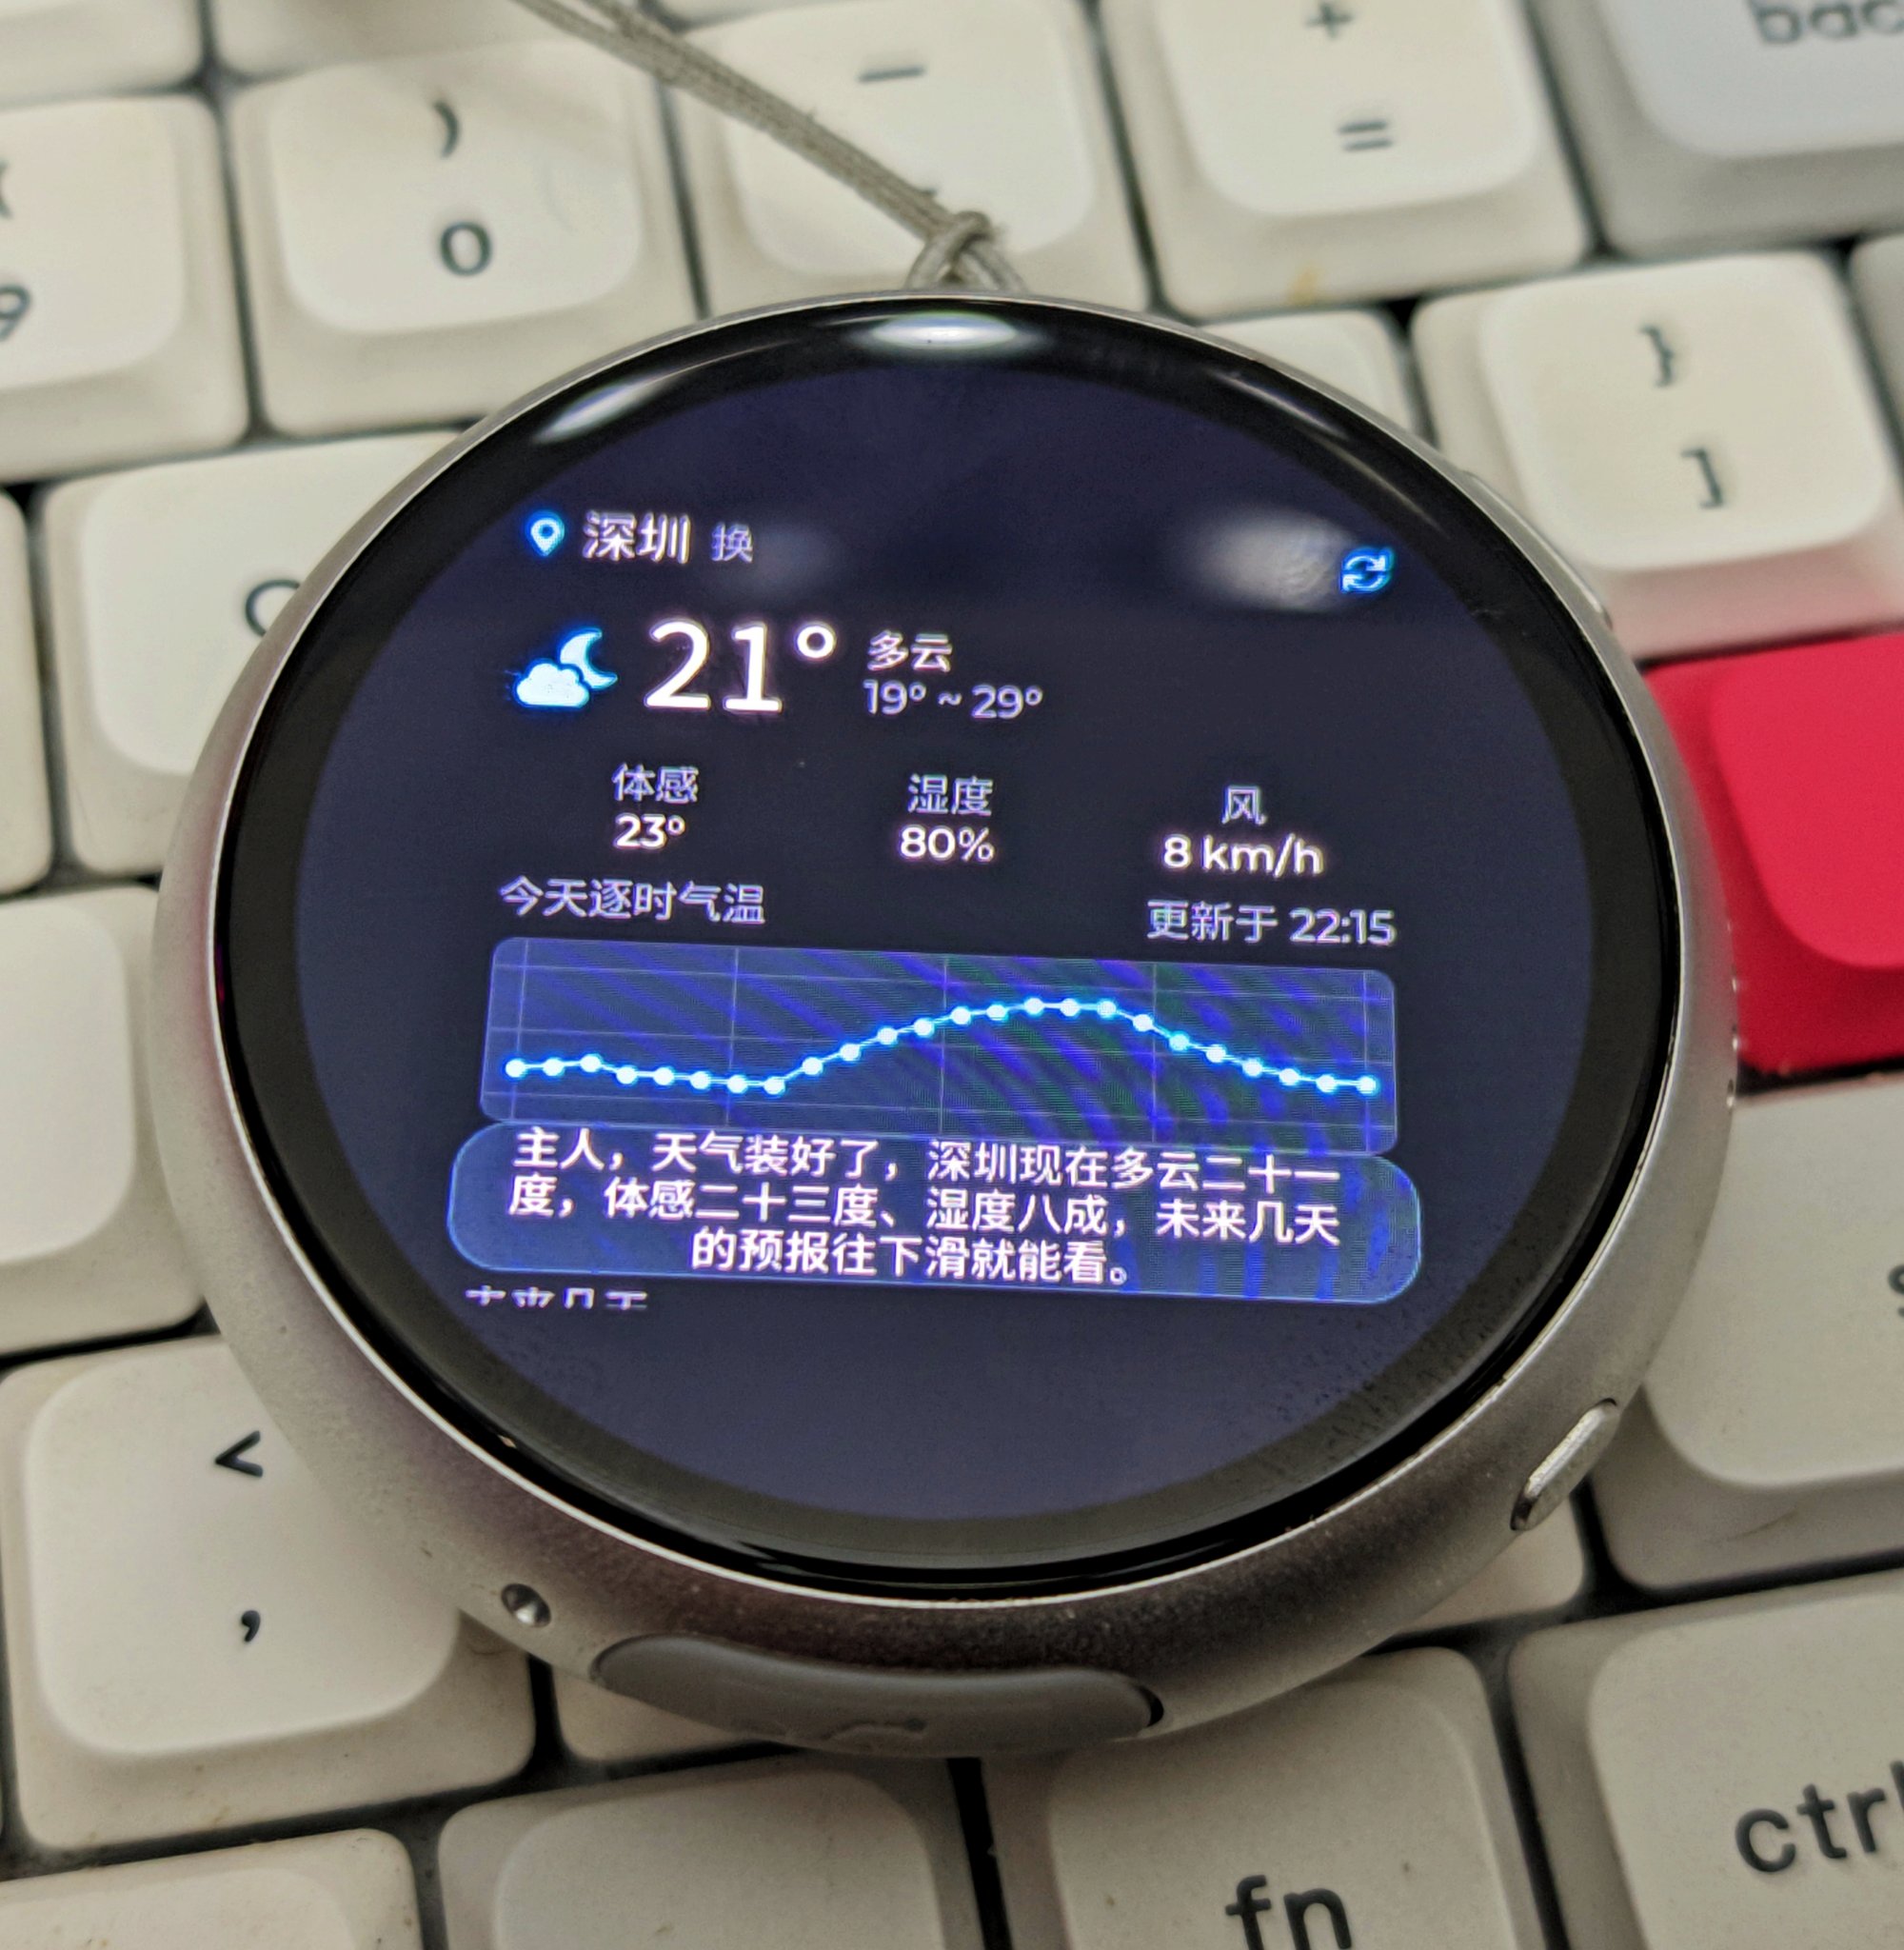 +
=
bac
)
0
9
}
]
深圳 换
21° 多云
19° ~ 29°
体感 湿度 风
23° 80% 8 km/h
今天逐时气温 更新于 22:15
主人，天气装好了，深圳现在多云二十一
度，体感二十三度、湿度八成，未来几天
的预报往下滑就能看。
<
,
fn
ctrl